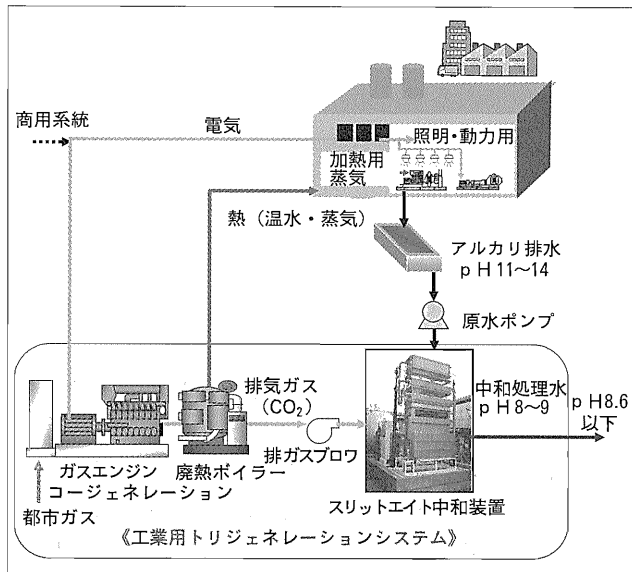 商用系統
電気
照明・動力用
加熱用
蒸気
熱（温水・蒸気）
アルカリ排水
ｐＨ11～14
原水ポンプ
排気ガス
（CO₂）
中和処理水
ｐＨ8～9
ｐＨ8.6
以下
排ガスブロワ
ガスエンジン
コージェネレーション
廃熱ボイラー
スリットエイト中和装置
都市ガス
《工業用トリジェネレーションシステム》